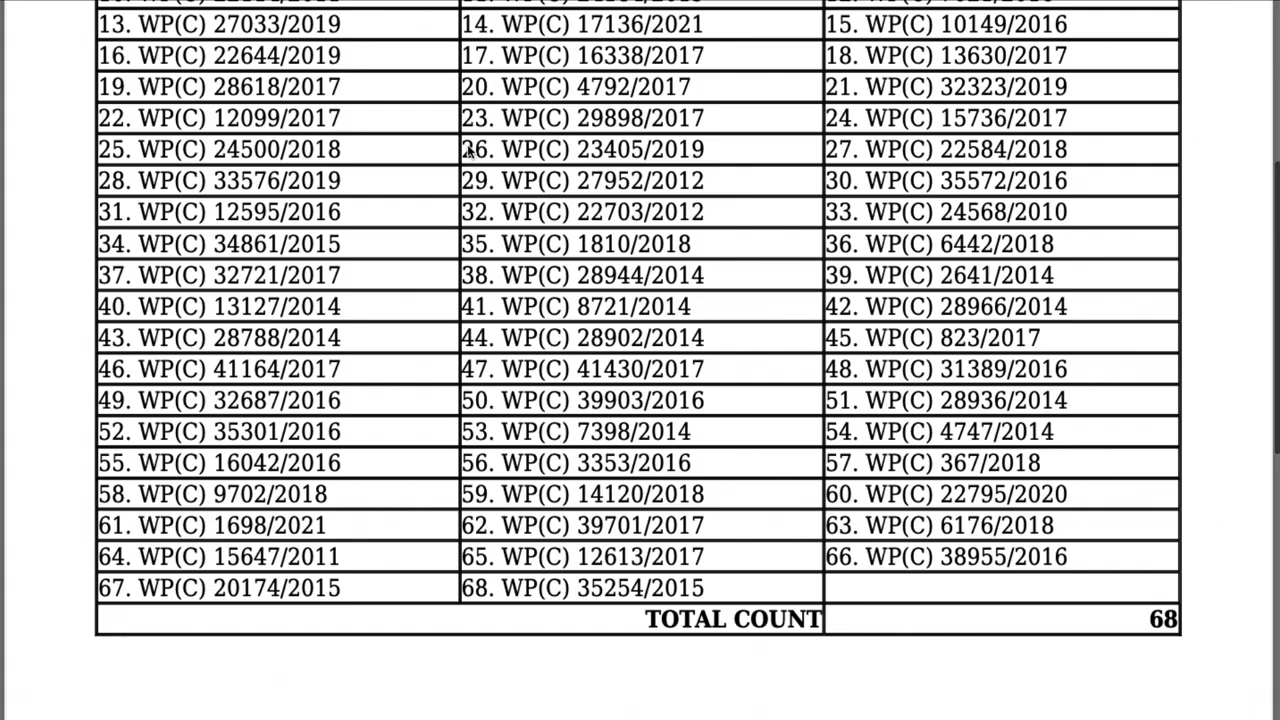 13. WP(C) 27033/2019 14. WP(C) 17136/2021 15. WP(C) 10149/2016
16. WP(C) 22644/2019 17. WP(C) 16338/2017 18. WP(C) 13630/2017
19. WP(C) 28618/2017 20. WP(C) 4792/2017 21. WP(C) 32323/2019
22. WP(C) 12099/2017 23. WP(C) 29898/2017 24. WP(C) 15736/2017
25. WP(C) 24500/2018 26. WP(C) 23405/2019 27. WP(C) 22584/2018
28. WP(C) 33576/2019 29. WP(C) 27952/2012 30. WP(C) 35572/2016
31. WP(C) 12595/2016 32. WP(C) 22703/2012 33. WP(C) 24568/2010
34. WP(C) 34861/2015 35. WP(C) 1810/2018 36. WP(C) 6442/2018
37. WP(C) 32721/2017 38. WP(C) 28944/2014 39. WP(C) 2641/2014
40. WP(C) 13127/2014 41. WP(C) 8721/2014 42. WP(C) 28966/2014
43. WP(C) 28788/2014 44. WP(C) 28902/2014 45. WP(C) 823/2017
46. WP(C) 41164/2017 47. WP(C) 41430/2017 48. WP(C) 31389/2016
49. WP(C) 32687/2016 50. WP(C) 39903/2016 51. WP(C) 28936/2014
52. WP(C) 35301/2016 53. WP(C) 7398/2014 54. WP(C) 4747/2014
55. WP(C) 16042/2016 56. WP(C) 3353/2016 57. WP(C) 367/2018
58. WP(C) 9702/2018 59. WP(C) 14120/2018 60. WP(C) 22795/2020
61. WP(C) 1698/2021 62. WP(C) 39701/2017 63. WP(C) 6176/2018
64. WP(C) 15647/2011 65. WP(C) 12613/2017 66. WP(C) 38955/2016
67. WP(C) 20174/2015 68. WP(C) 35254/2015
TOTAL COUNT 68